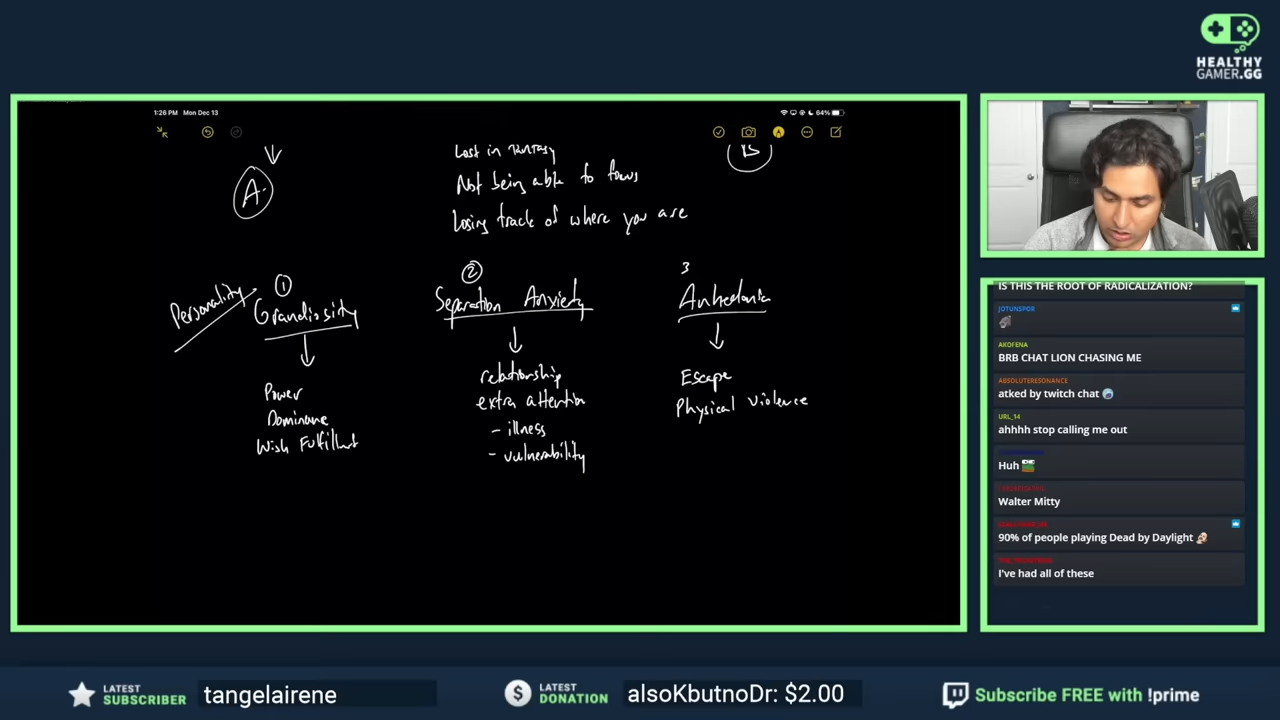 HEALTHY
GAMER.GG
1:26 PM Mon Dec 13
64%
Lost in fantasy
B
A
Not being able to focus
Losing track of where you are
Personality
1
Grandiosity
Power
Dominance
Wish Fulfillment
2
Separation Anxiety
relationship
extra attention
- illness
- vulnerability
3
Anhedonia
Escape
Physical violence
IS THIS THE ROOT OF RADICALIZATION?
JOTUNSPOR
AKOFENA
BRB CHAT LION CHASING ME
ABSOLUTERESONANCE
atked by twitch chat
URL_14
ahhhh stop calling me out
Huh
Walter Mitty
90% of people playing Dead by Daylight
I've had all of these
LATEST
SUBSCRIBER
tangelairene
$
LATEST
DONATION
alsoKbutnoDr: $2.00
Subscribe FREE with !prime